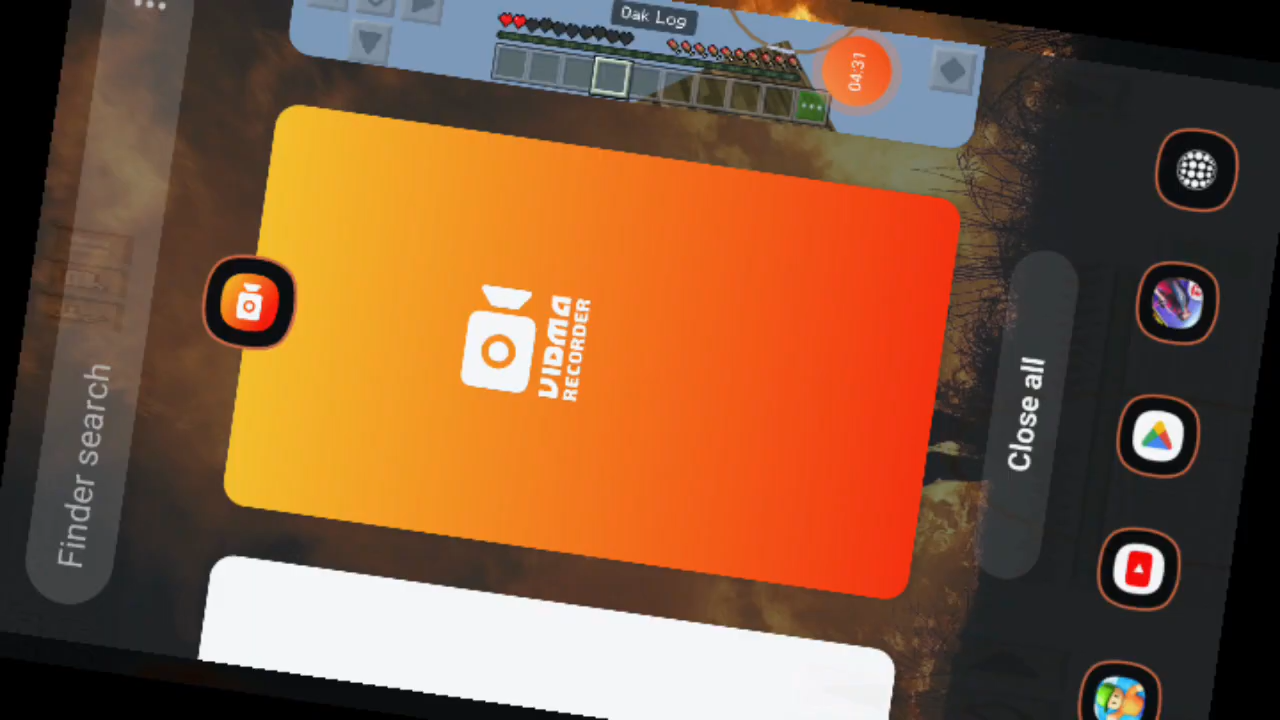 Oak Log
04:31
VIDMA
RECORDER
Finder search
Close all